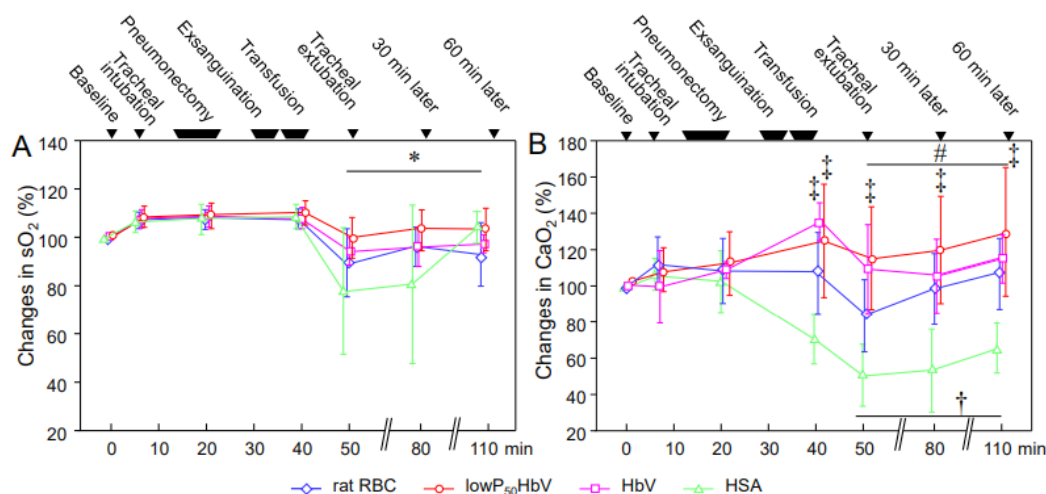 Baseline
Tracheal intubation
Pneumonectomy
Exsanguination
Transfusion
Tracheal extubation
30 min later
60 min later
A
Changes in sO2 (%)
140
120
100
80
60
40
20
*
0 10 20 30 40 50 80 110 min
Baseline
Tracheal intubation
Pneumonectomy
Exsanguination
Transfusion
Tracheal extubation
30 min later
60 min later
B
Changes in CaO2 (%)
180
160
140
120
100
80
60
40
20
#
‡ ‡ ‡ ‡ ‡
†
0 10 20 30 40 50 80 110 min
rat RBC lowP50HbV HbV HSA